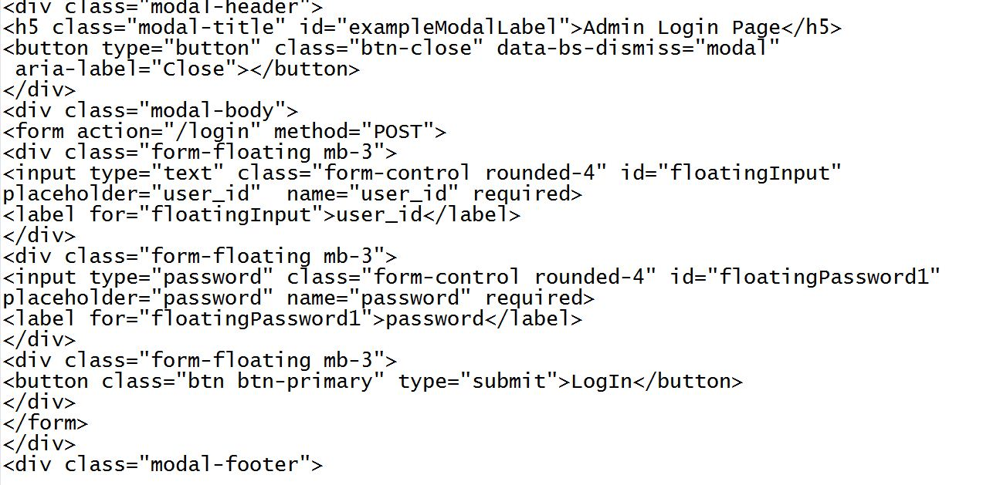 <div class="modal-header">
<h5 class="modal-title" id="exampleModalLabel">Admin Login Page</h5>
<button type="button" class="btn-close" data-bs-dismiss="modal"
 aria-label="Close"></button>
</div>
<div class="modal-body">
<form action="/login" method="POST">
<div class="form-floating mb-3">
<input type="text" class="form-control rounded-4" id="floatingInput"
placeholder="user_id"  name="user_id" required>
<label for="floatingInput">user_id</label>
</div>
<div class="form-floating mb-3">
<input type="password" class="form-control rounded-4" id="floatingPassword1"
placeholder="password" name="password" required>
<label for="floatingPassword1">password</label>
</div>
<div class="form-floating mb-3">
<button class="btn btn-primary" type="submit">LogIn</button>
</div>
</form>
</div>
<div class="modal-footer">